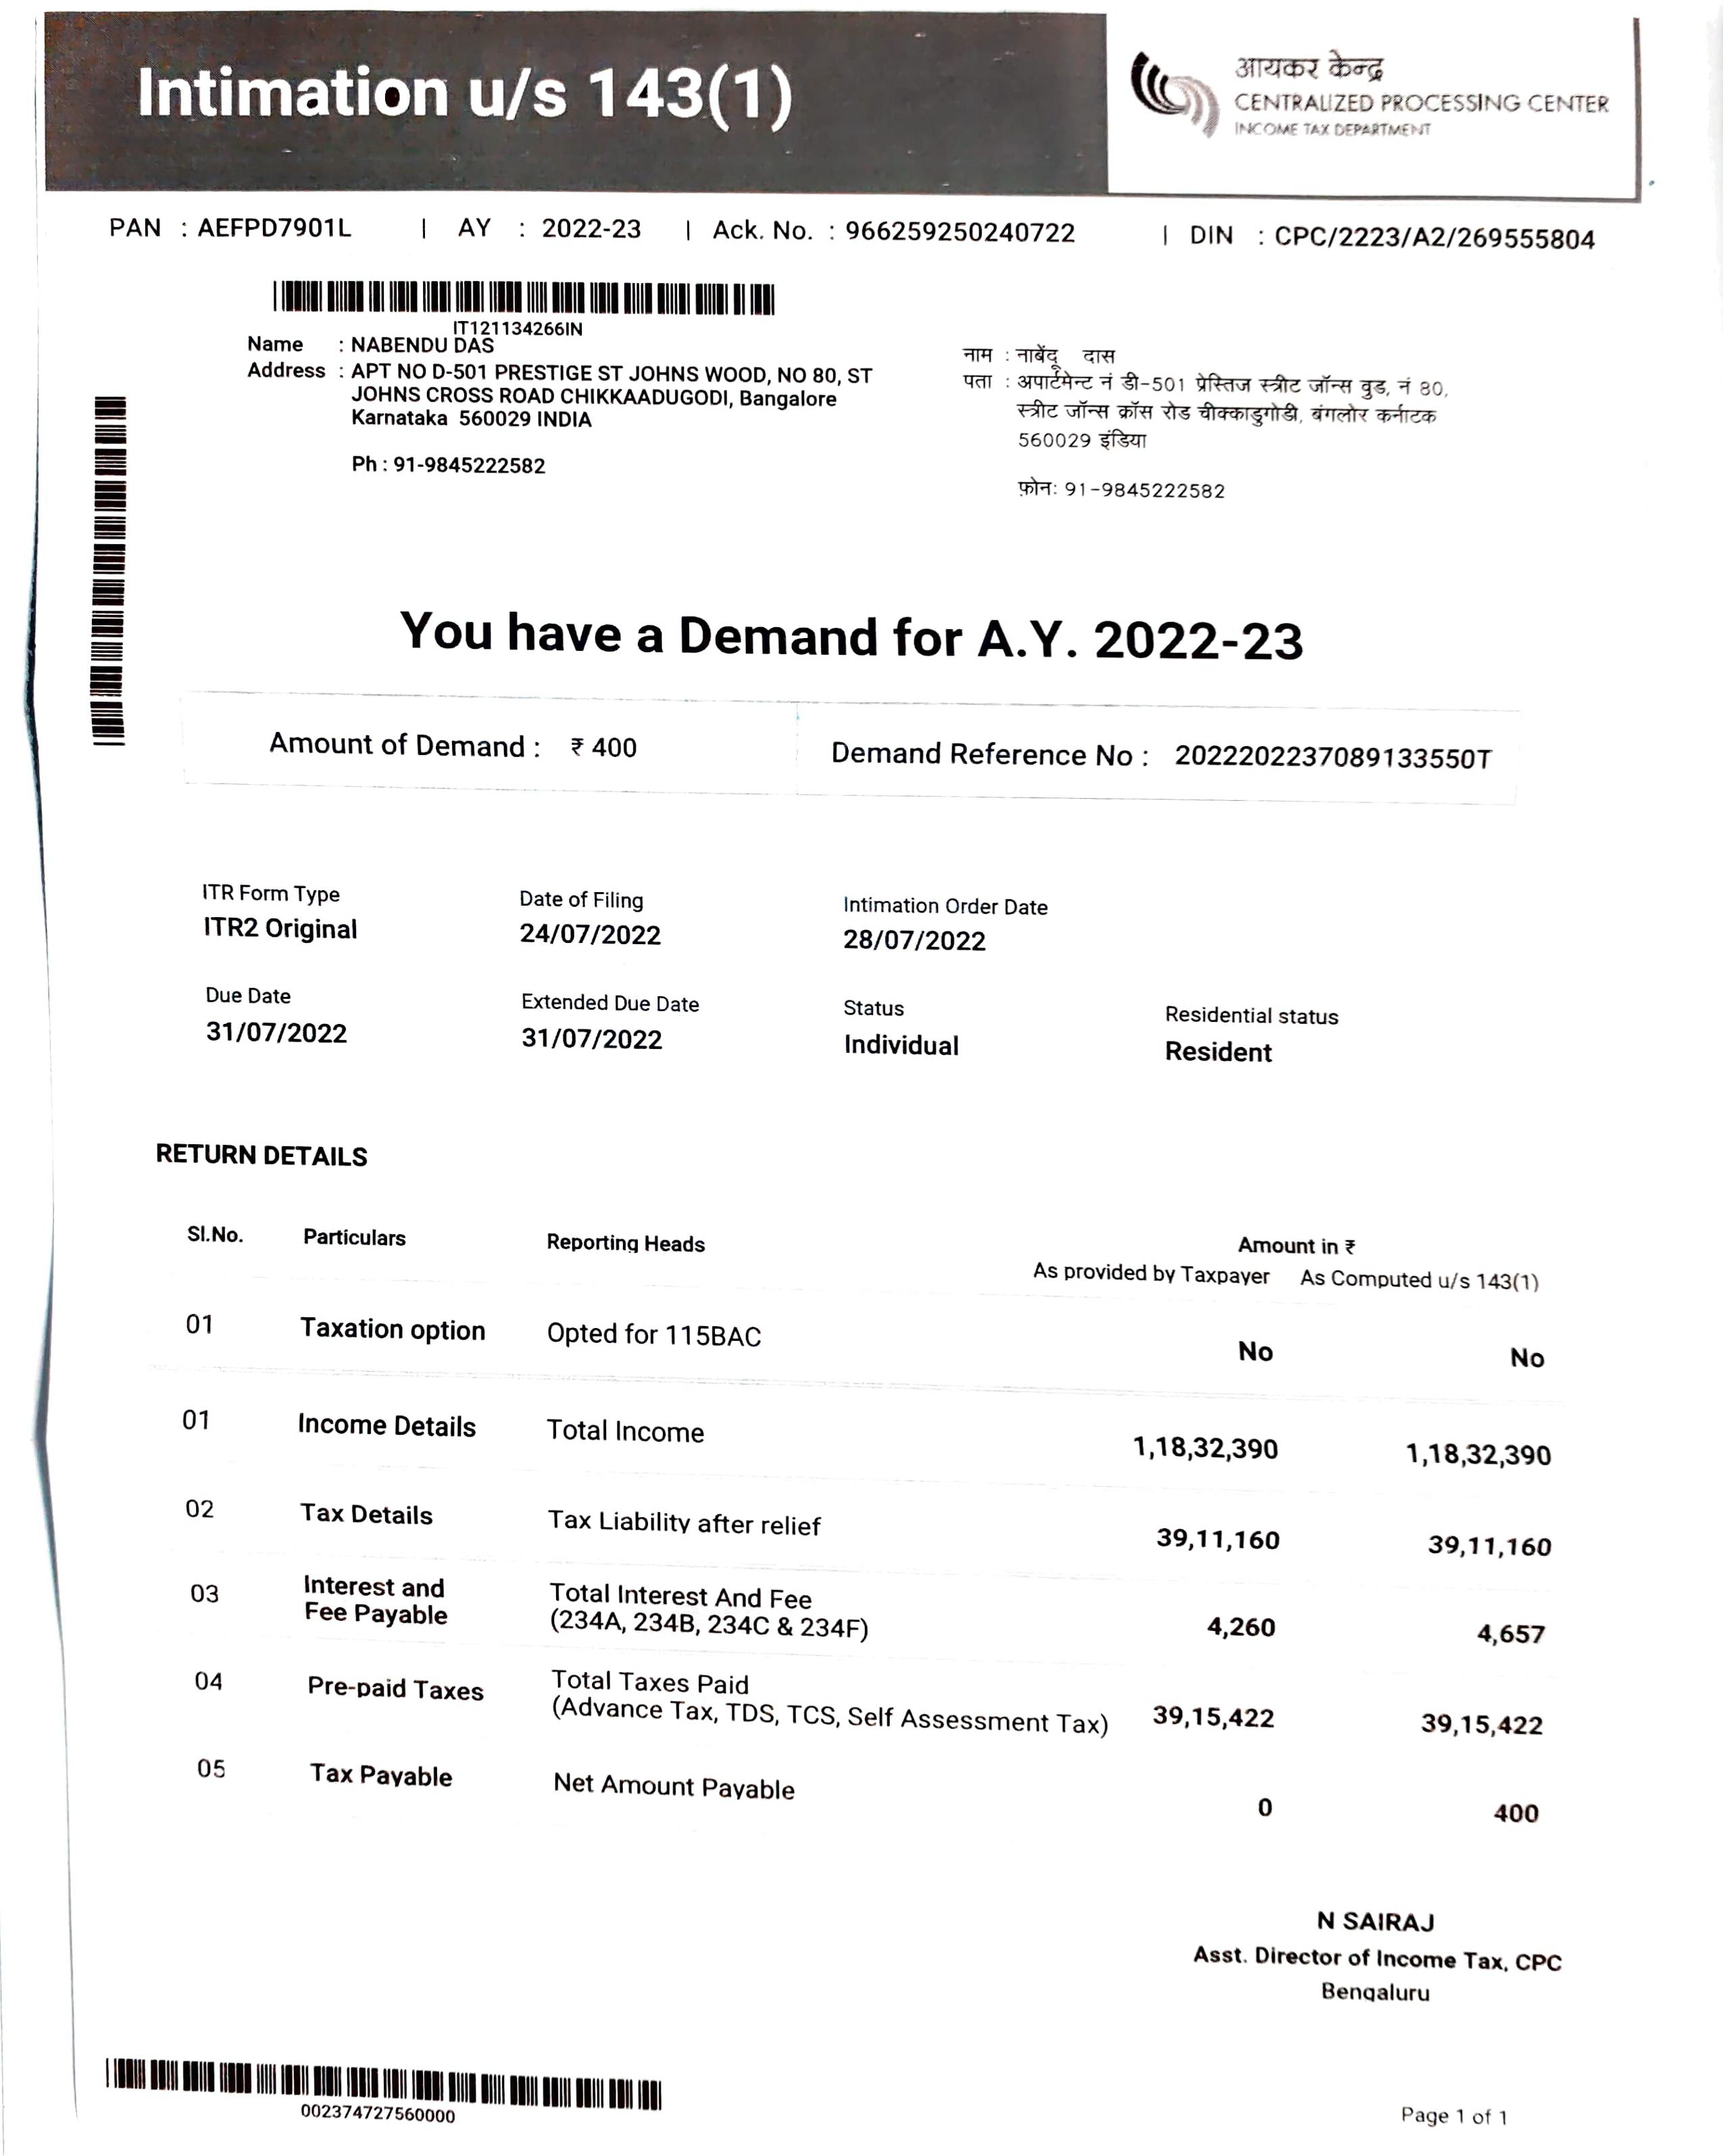 Intimation u/s 143(1)
आयकर केन्द्र
CENTRALIZED PROCESSING CENTER
INCOME TAX DEPARTMENT
PAN : AEFPD7901L | AY : 2022-23 | Ack. No. : 966259250240722 | DIN : CPC/2223/A2/269555804
IT121134266IN
Name : NABENDU DAS
Address : APT NO D-501 PRESTIGE ST JOHNS WOOD, NO 80, ST
JOHNS CROSS ROAD CHIKKAADUGODI, Bangalore
Karnataka 560029 INDIA
Ph : 91-9845222582
नाम : नाबेंदू दास
पता : अपार्टमेन्ट नं डी-501 प्रेस्तिज स्त्रीट जॉन्स वुड, नं 80,
स्त्रीट जॉन्स क्रॉस रोड चीक्काडुगोडी, बंगलोर कर्नाटक
560029 इंडिया
फ़ोन: 91-9845222582
You have a Demand for A.Y. 2022-23
Amount of Demand : ₹ 400 Demand Reference No : 2022202237089133550T
ITR Form Type Date of Filing Intimation Order Date
ITR2 Original 24/07/2022 28/07/2022
Due Date Extended Due Date Status Residential status
31/07/2022 31/07/2022 Individual Resident
RETURN DETAILS
Sl.No. Particulars Reporting Heads Amount in ₹
As provided by Taxpayer As Computed u/s 143(1)
01 Taxation option Opted for 115BAC No No
01 Income Details Total Income 1,18,32,390 1,18,32,390
02 Tax Details Tax Liability after relief 39,11,160 39,11,160
03 Interest and Total Interest And Fee
Fee Payable (234A, 234B, 234C & 234F) 4,260 4,657
04 Pre-paid Taxes Total Taxes Paid
(Advance Tax, TDS, TCS, Self Assessment Tax) 39,15,422 39,15,422
05 Tax Payable Net Amount Payable 0 400
N SAIRAJ
Asst. Director of Income Tax, CPC
Bengaluru
002374727560000
Page 1 of 1